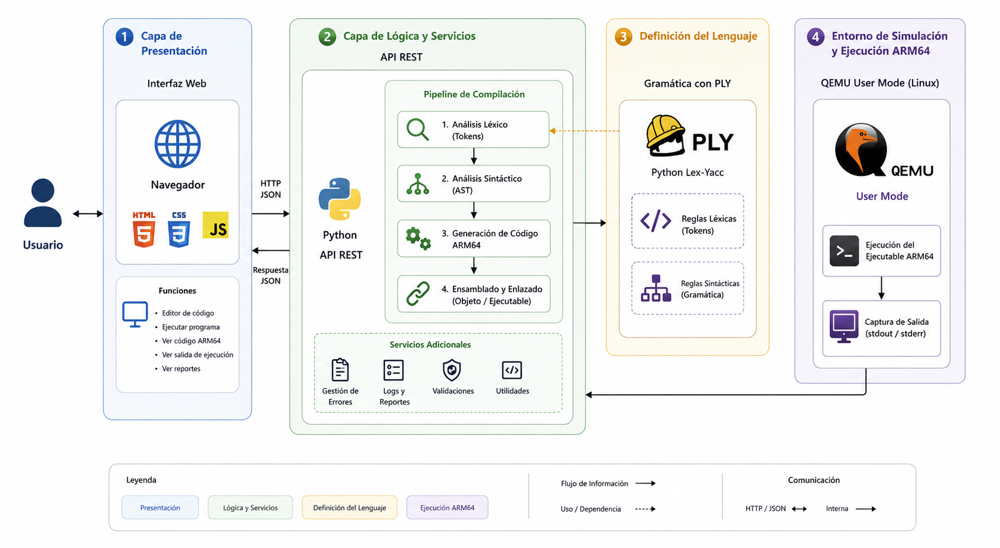 1 Capa de
Presentación
Interfaz Web
Navegador
HTML
5
CSS
3
JS
Funciones
• Editor de código
• Ejecutar programa
• Ver código ARM64
• Ver salida de ejecución
• Ver reportes
Usuario
HTTP
JSON
Respuesta
JSON
2 Capa de Lógica y Servicios
API REST
Python
API REST
Pipeline de Compilación
1. Análisis Léxico
(Tokens)
2. Análisis Sintáctico
(AST)
3. Generación de Código
ARM64
4. Ensamblado y Enlazado
(Objeto / Ejecutable)
Servicios Adicionales
Gestión de
Errores
Logs y
Reportes
Validaciones
</>
Utilidades
3 Definición del Lenguaje
Gramática con PLY
PLY
Python Lex-Yacc
</>
Reglas Léxicas
(Tokens)
Reglas Sintácticas
(Gramática)
4 Entorno de Simulación
y Ejecución ARM64
QEMU User Mode (Linux)
QEMU
User Mode
>_
Ejecución del
Ejecutable ARM64
Captura de Salida
(stdout / stderr)
Leyenda
Presentación
Lógica y Servicios
Definición del Lenguaje
Ejecución ARM64
Flujo de Información
Uso / Dependencia
Comunicación
HTTP / JSON
Interna